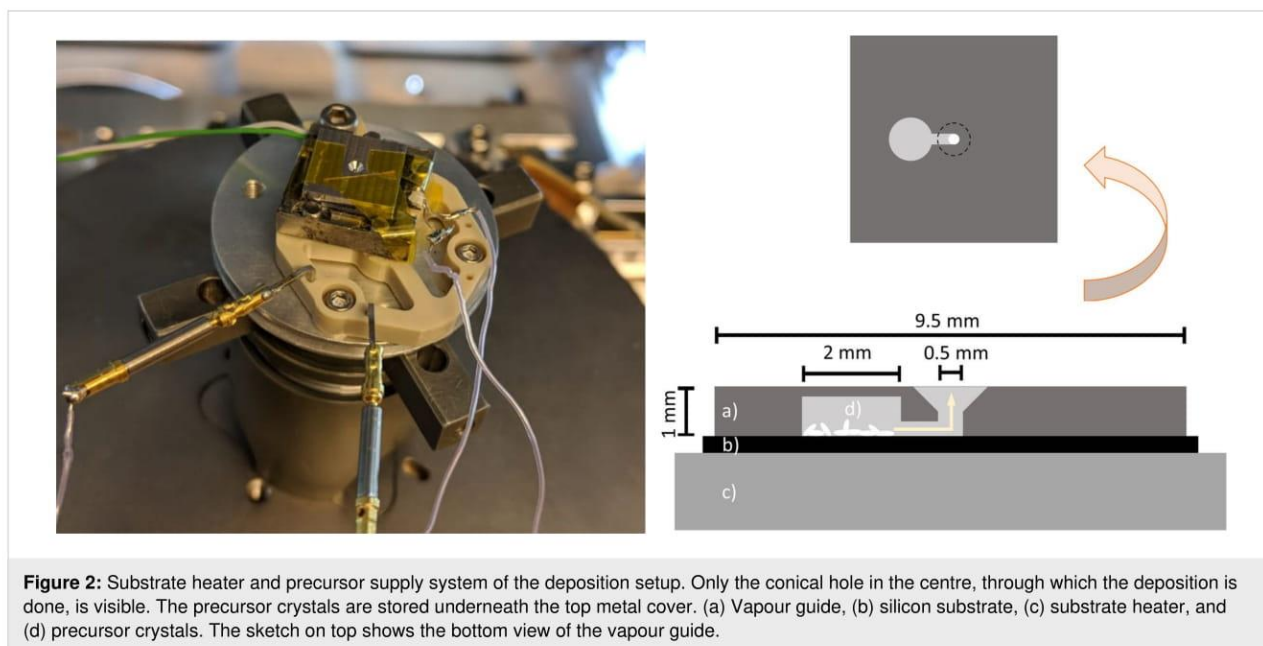 9.5 mm
2 mm
0.5 mm
1 mm
a)
d)
b)
c)
Figure 2: Substrate heater and precursor supply system of the deposition setup. Only the conical hole in the centre, through which the deposition is
done, is visible. The precursor crystals are stored underneath the top metal cover. (a) Vapour guide, (b) silicon substrate, (c) substrate heater, and
(d) precursor crystals. The sketch on top shows the bottom view of the vapour guide.